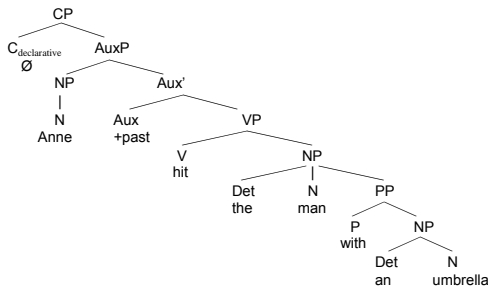 CP
C declarative AuxP
Ø
NP Aux'
N Aux VP
Anne +past
V NP
hit
Det N PP
the man
P NP
with
Det N
an umbrella